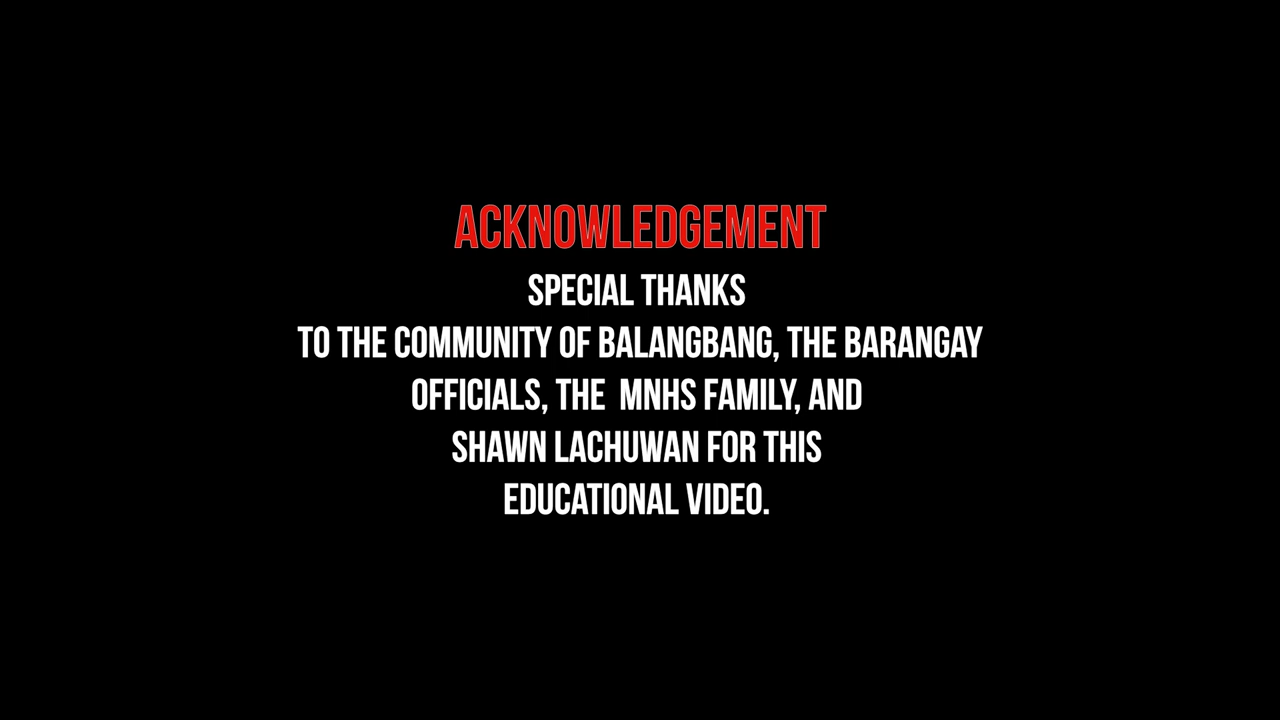 ACKNOWLEDGEMENT
SPECIAL THANKS
TO THE COMMUNITY OF BALANGBANG, THE BARANGAY
OFFICIALS, THE MNHS FAMILY, AND
SHAWN LACHUWAN FOR THIS
EDUCATIONAL VIDEO.